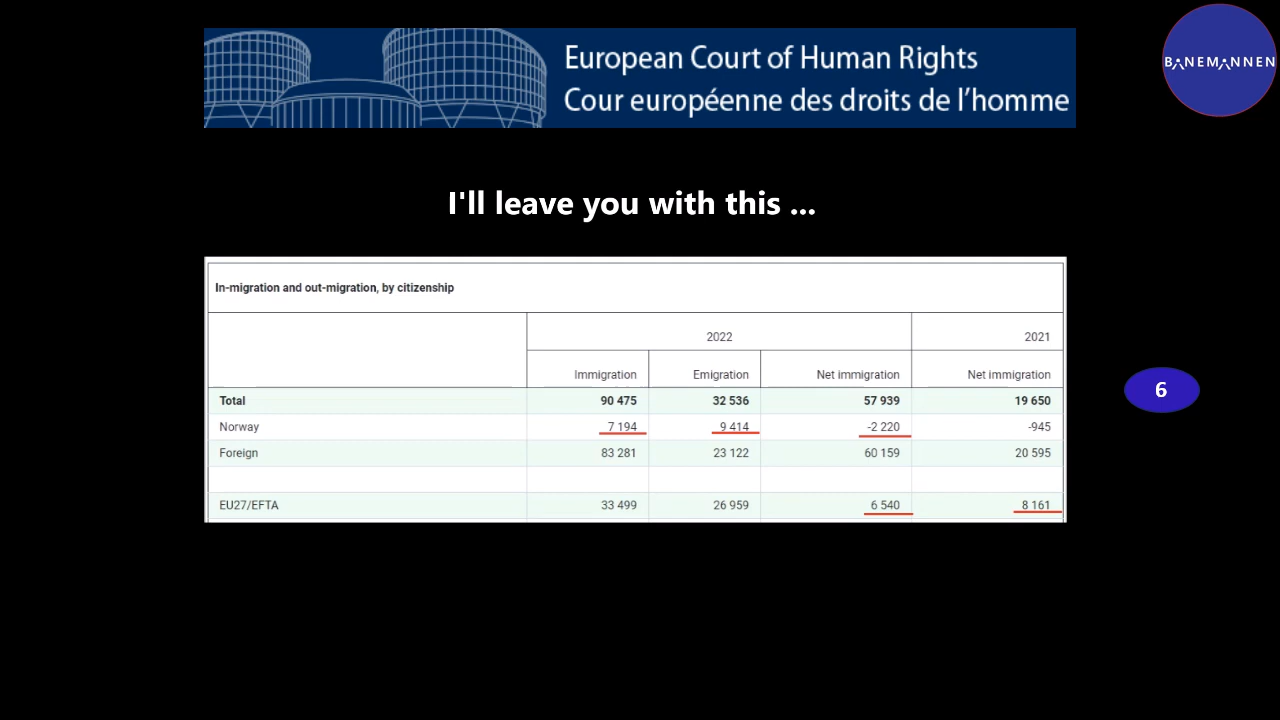 European Court of Human Rights
Cour européenne des droits de l'homme
BANEMANNEN
I'll leave you with this ...
In-migration and out-migration, by citizenship
2022 2021
Immigration Emigration Net immigration Net immigration
Total 90 475 32 536 57 939 19 650
Norway 7 194 9 414 -2 220 -945
Foreign 83 281 23 122 60 159 20 595
EU27/EFTA 33 499 26 959 6 540 8 161
6